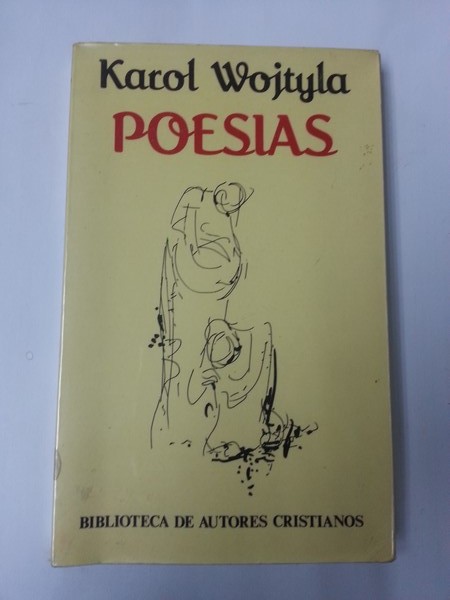 Karol Wojtyla
POESIAS
BIBLIOTECA DE AUTORES CRISTIANOS